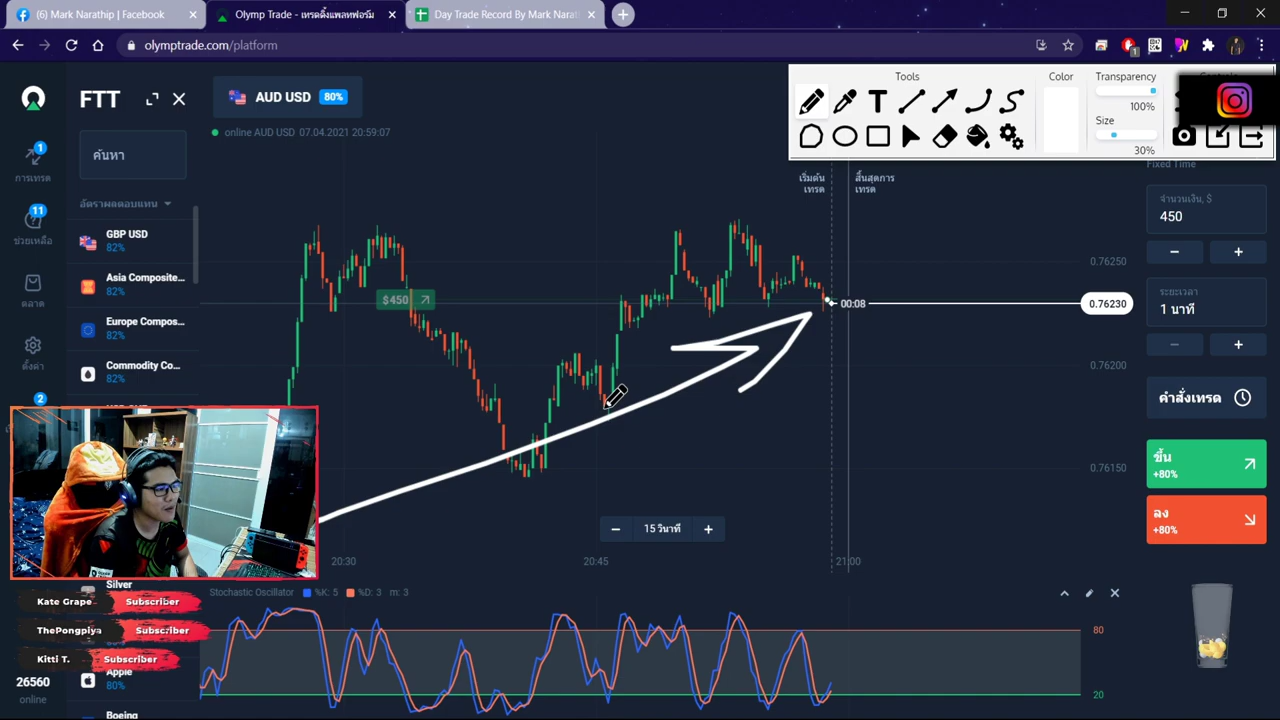 (6) Mark Narathip | Facebook
Olymp Trade - เทรดดิ้งแพลทฟอร์ม
Day Trade Record By Mark Narat
olymptrade.com/platform
1
FTT
AUD USD 80%
Tools
Color
Transparency
100%
Size
30%
online AUD USD 07.04.2021 20:59:07
1
การเทรด
11
ช่วยเหลือ
ตลาด
ตั้งค่า
2
26560
online
ค้นหา
อัตราผลตอบแทน
GBP USD
82%
Asia Composite...
82%
Europe Compos...
82%
Commodity Co...
82%
Silver
Apple
80%
Boeing
เริ่มต้น
เทรด
สิ้นสุดการ
เทรด
$450
00:08
0.76250
0.76230
0.76200
0.76150
15 วินาที
20:30
20:45
21:00
Stochastic Oscillator %K: 5 %D: 3 m: 3
80
20
Fixed Time
จำนวนเงิน, $
450
ระยะเวลา
1 นาที
คำสั่งเทรด
ขึ้น
+80%
ลง
+80%
Kate Grape Subscriber
ThePongpiya Subscriber
Kitti T. Subscriber